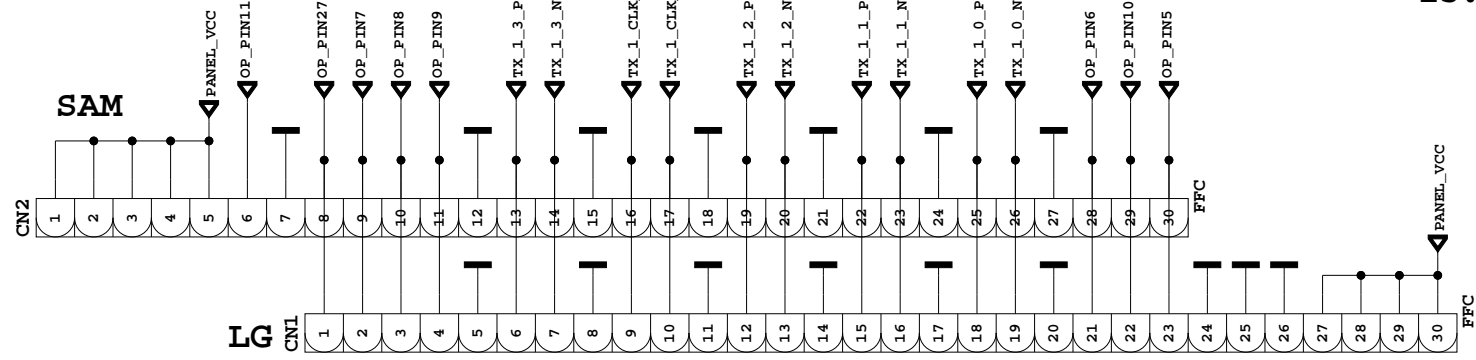 PANEL_VCC
OP_PIN11
OP_PIN27
OP_PIN7
OP_PIN8
OP_PIN9
TX_1_3_P
TX_1_3_N
TX_1_CLK
TX_1_CLK
TX_1_2_P
TX_1_2_N
TX_1_1_P
TX_1_1_N
TX_1_0_P
TX_1_0_N
OP_PIN6
OP_PIN10
OP_PIN5
SAM
CN2
1 2 3 4 5 6 7 8 9 10 11 12 13 14 15 16 17 18 19 20 21 22 23 24 25 26 27 28 29 30
FFC
PANEL_VCC
LG
CN1
1 2 3 4 5 6 7 8 9 10 11 12 13 14 15 16 17 18 19 20 21 22 23 24 25 26 27 28 29 30
FFC